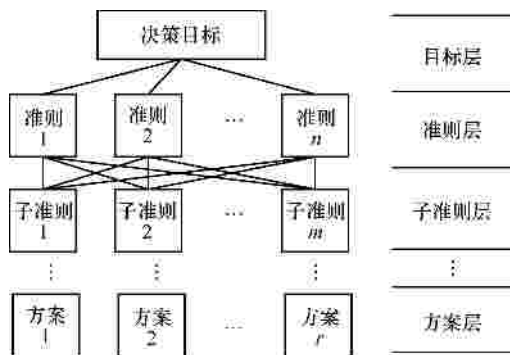 决策目标
目标层
准则 准则 … 准则
1 2 n
准则层
子准则 子准则 … 子准则
1 2 m
子准则层
⋮ ⋮ ⋮ ⋮
方案 方案 … 方案
1 2 r
方案层